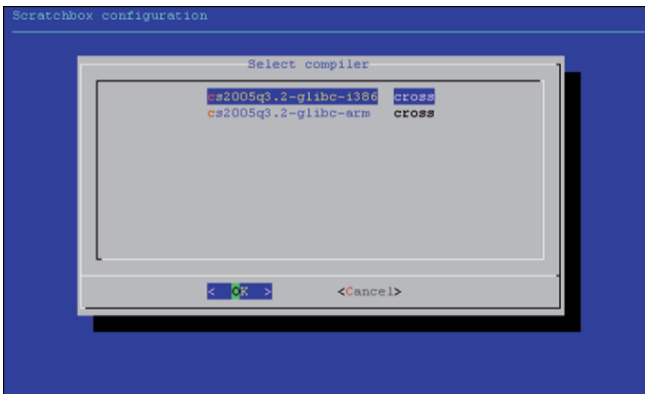 Scratchbox configuration
Select compiler
cs2005q3.2-glibc-i386 cross
cs2005q3.2-glibc-arm cross
< OK > <Cancel>